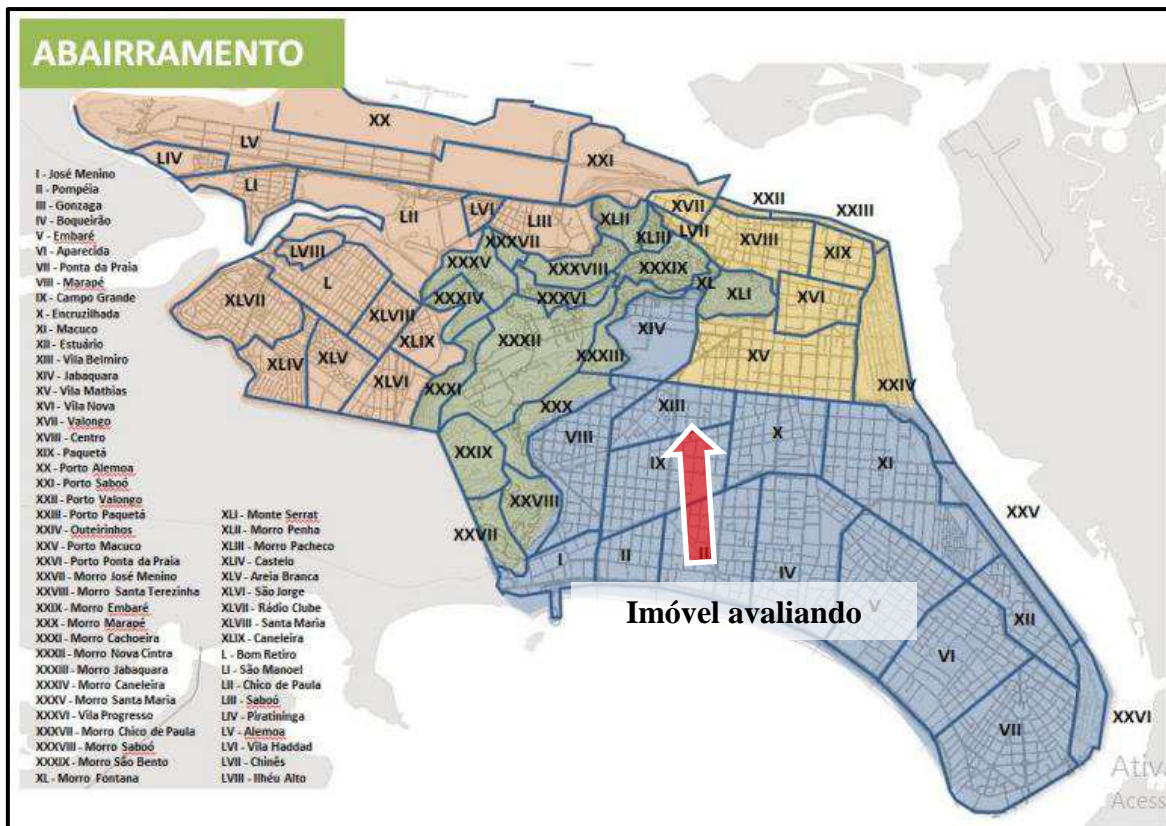 ABAIRRAMENTO
I - José Menino
II - Pompéia
III - Gonzaga
IV - Boqueirão
V - Embaré
VI - Aparecida
VII - Ponta da Praia
VIII - Marapé
IX - Campo Grande
X - Encruzilhada
XI - Macuco
XII - Estuário
XIII - Vila Belmiro
XIV - Jabaquara
XV - Vila Mathias
XVI - Vila Nova
XVII - Valongo
XVIII - Centro
XIX - Paquetá
XX - Porto Alemoa
XXI - Porto Saboó
XXII - Porto Valongo
XXIII - Porto Paquetá
XXIV - Outeirinhos
XXV - Porto Macuco
XXVI - Porto Ponta da Praia
XXVII - Morro José Menino
XXVIII - Morro Santa Terezinha
XXIX - Morro Embaré
XXX - Morro Marapé
XXXI - Morro Cachoeira
XXXII - Morro Nova Cintra
XXXIII - Morro Jabaquara
XXXIV - Morro Caneleira
XXXV - Morro Santa Maria
XXXVI - Vila Progresso
XXXVII - Morro Chico de Paula
XXXVIII - Morro Saboó
XXXIX - Morro São Bento
XL - Morro Fontana
XLI - Monte Serrat
XLII - Morro Penha
XLIII - Morro Pacheco
XLIV - Castelo
XLV - Areia Branca
XLVI - São Jorge
XLVII - Rádio Clube
XLVIII - Santa Maria
XLIX - Caneleira
L - Bom Retiro
LI - São Manoel
LII - Chico de Paula
LIII - Saboó
LIV - Piratininga
LV - Alemoa
LVI - Vila Haddad
LVII - Chinês
LVIII - Ilhéu Alto
XX
LV
LIV
XXI
LI
LII
LVI
LIII
XLII
XVII
XXII
XXIII
XLIII
LVII
XVIII
XIX
XXXVII
LVIII
XXXV
XXXVIII
XXXIX
L
XL
XLI
XVI
XLVII
XXXIV
XXXVI
XLVIII
XIV
XLIX
XXXII
XXXIII
XV
XLIV
XLV
XLVI
XXXI
XXIV
XXX
XIII
VIII
X
XXIX
IX
XI
XXVIII
XXV
XXVII
I
II
IV
Imóvel avaliando
V
XII
VI
VII
XXVI
Ativ
Acess